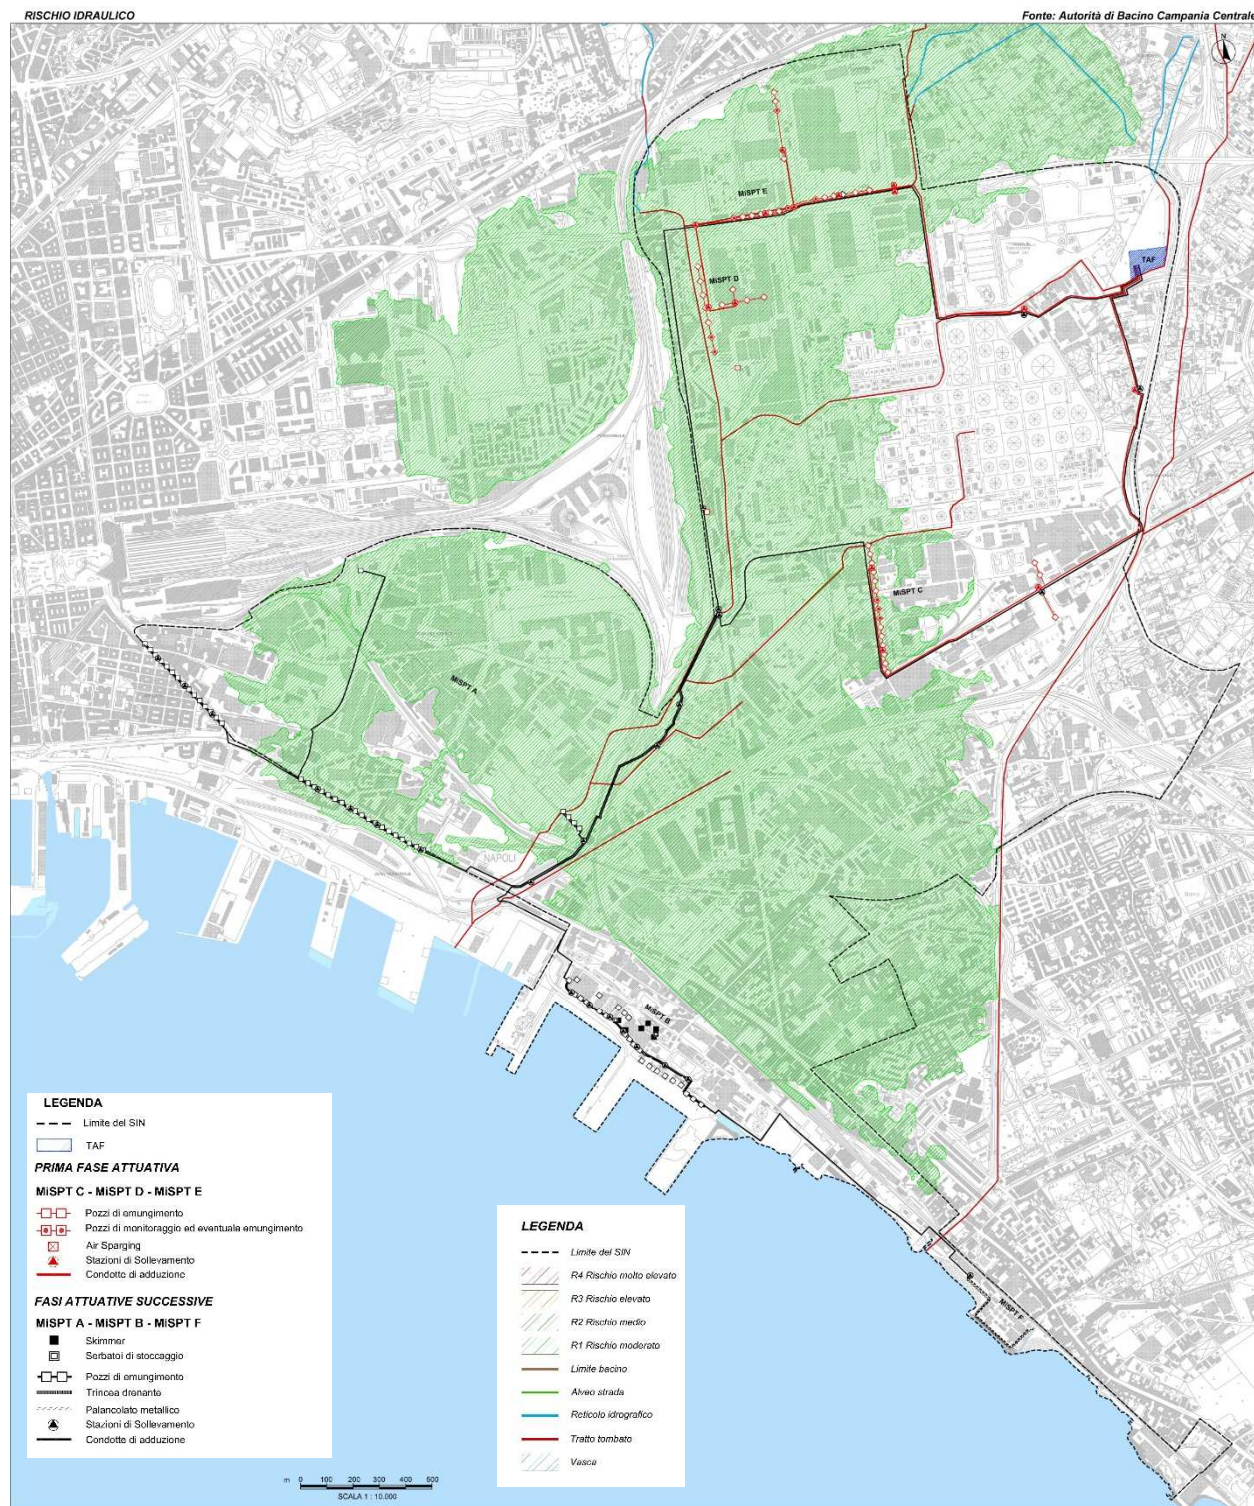 RISCHIO IDRAULICO
Fonte: Autorità di Bacino Campania Centrale
N
MiSPT E
MiSPT D
TAF
MiSPT C
MiSPT A
NAPOLI
MiSPT B
MiSPT F
LEGENDA
Limite del SIN
TAF
PRIMA FASE ATTUATIVA
MiSPT C - MiSPT D - MiSPT E
Pozzi di emungimento
Pozzi di monitoraggio ed eventuale emungimento
Air Sparging
Stazioni di Sollevamento
Condotte di adduzione
FASI ATTUATIVE SUCCESSIVE
MiSPT A - MiSPT B - MiSPT F
Skimmer
Serbatoi di stoccaggio
Pozzi di emungimento
Trincea drenante
Palancolato metallico
Stazioni di Sollevamento
Condotte di adduzione
LEGENDA
Limite del SIN
R4 Rischio molto elevato
R3 Rischio elevato
R2 Rischio medio
R1 Rischio moderato
Limite bacino
Alveo strada
Reticolo idrografico
Tratto tombato
Vasca
m 0 100 200 300 400 500
SCALA 1 : 10.000